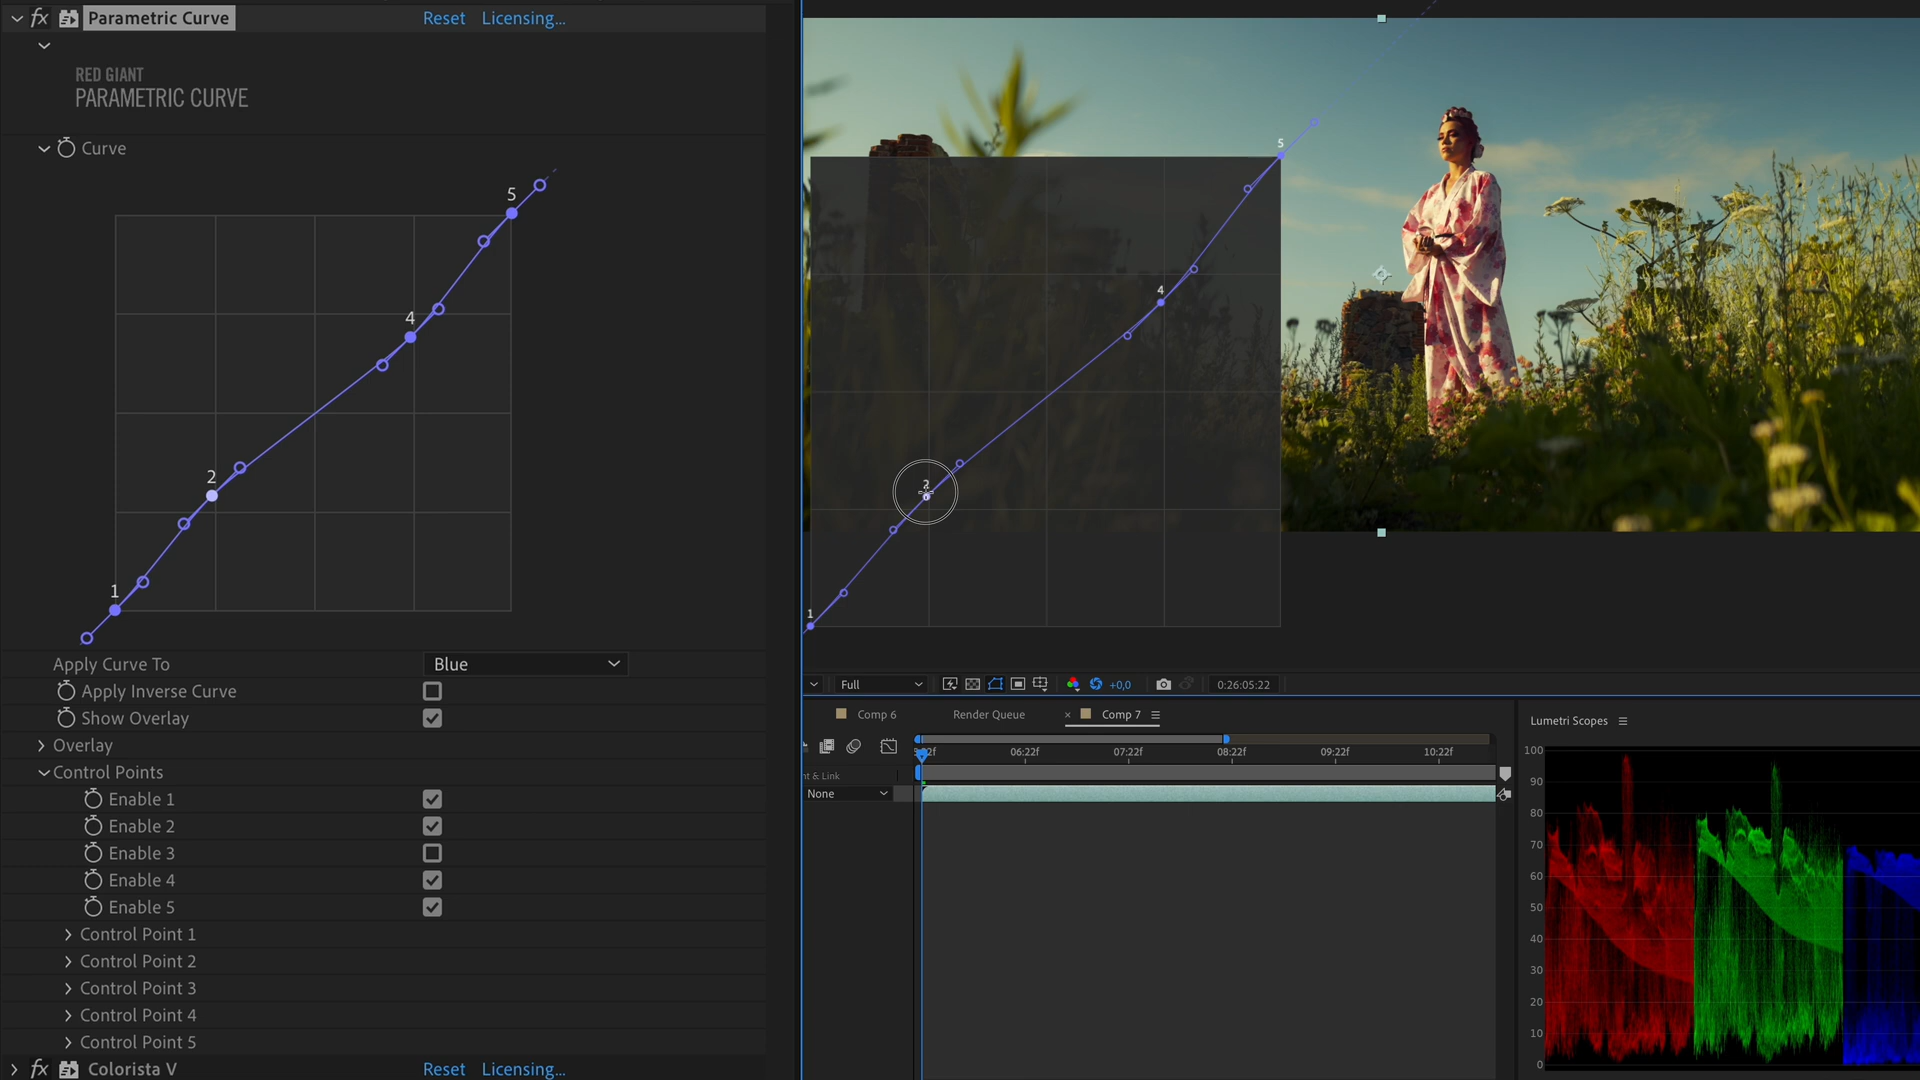 fx Parametric Curve Reset Licensing...
RED GIANT
PARAMETRIC CURVE
Curve
5
4
2
1
Apply Curve To Blue
Apply Inverse Curve
Show Overlay
Overlay
Control Points
Enable 1
Enable 2
Enable 3
Enable 4
Enable 5
Control Point 1
Control Point 2
Control Point 3
Control Point 4
Control Point 5
fx Colorista V Reset Licensing...
5
4
2
1
Full +0,0 0:26:05:22
Comp 6 Render Queue × Comp 7
06:22f 07:22f 08:22f 09:22f 10:22f
nt & Link
None
Lumetri Scopes
100
90
80
70
60
50
40
30
20
10
0